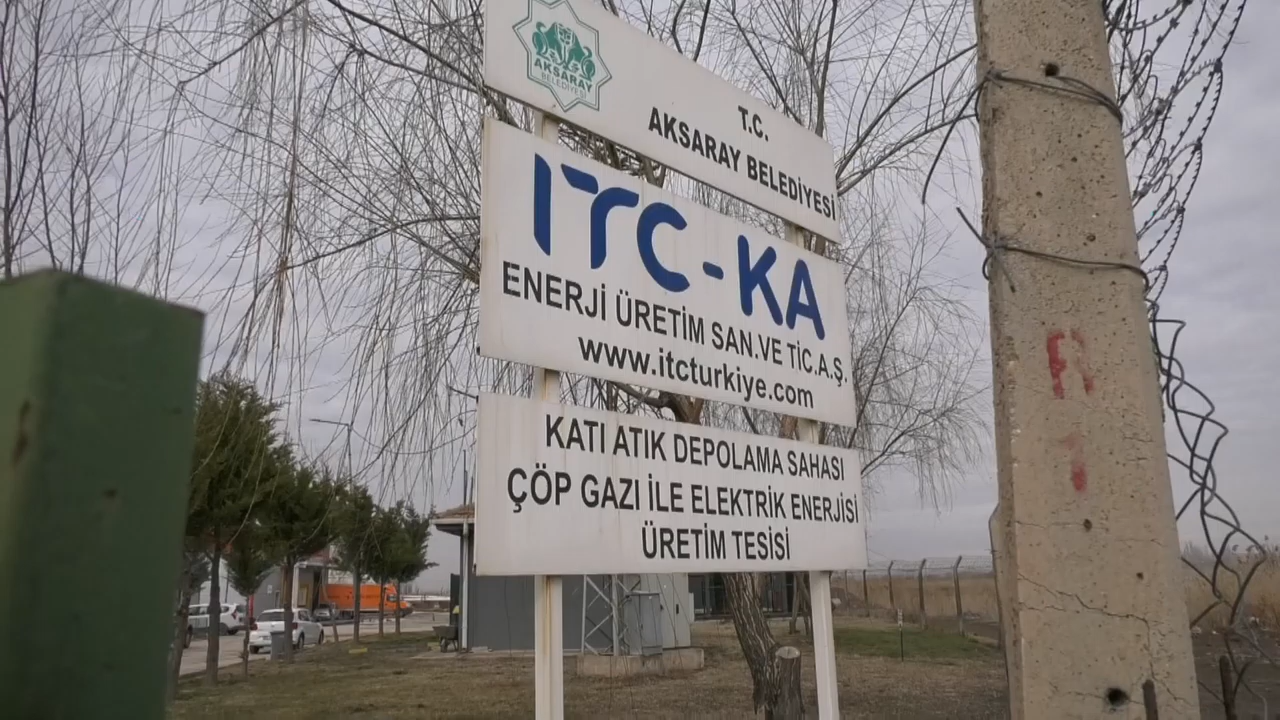 AKSARAY
BELEDİYESİ
T.C.
AKSARAY BELEDİYESİ
ITC-KA
ENERJİ ÜRETİM SAN.VE TİC.A.Ş.
www.itcturkiye.com
KATI ATIK DEPOLAMA SAHASI
ÇÖP GAZI İLE ELEKTRİK ENERJİSİ
ÜRETİM TESİSİ
R
1